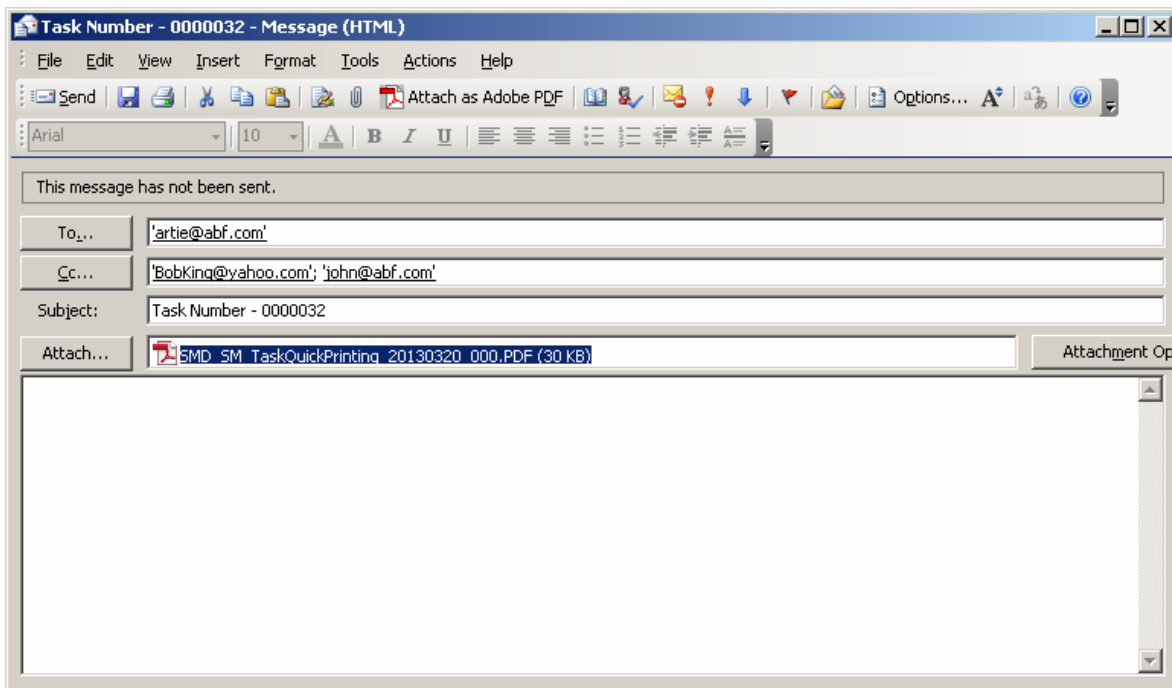 Task Number - 0000032 - Message (HTML)
File Edit View Insert Format Tools Actions Help
Send Attach as Adobe PDF Options...
Arial 10 A B I U
This message has not been sent.
To... 'artie@abf.com'
Cc... 'BobKing@yahoo.com'; 'john@abf.com'
Subject: Task Number - 0000032
Attach... SMD_SM_TaskQuickPrinting_20130320_000.PDF (30 KB) Attachment Op